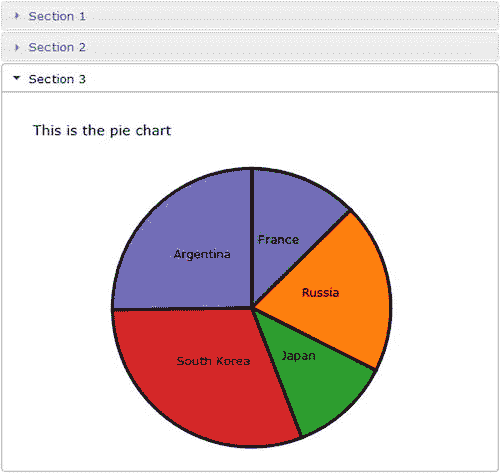 Section 1
Section 2
Section 3
This is the pie chart
France
Argentina
Russia
Japan
South Korea